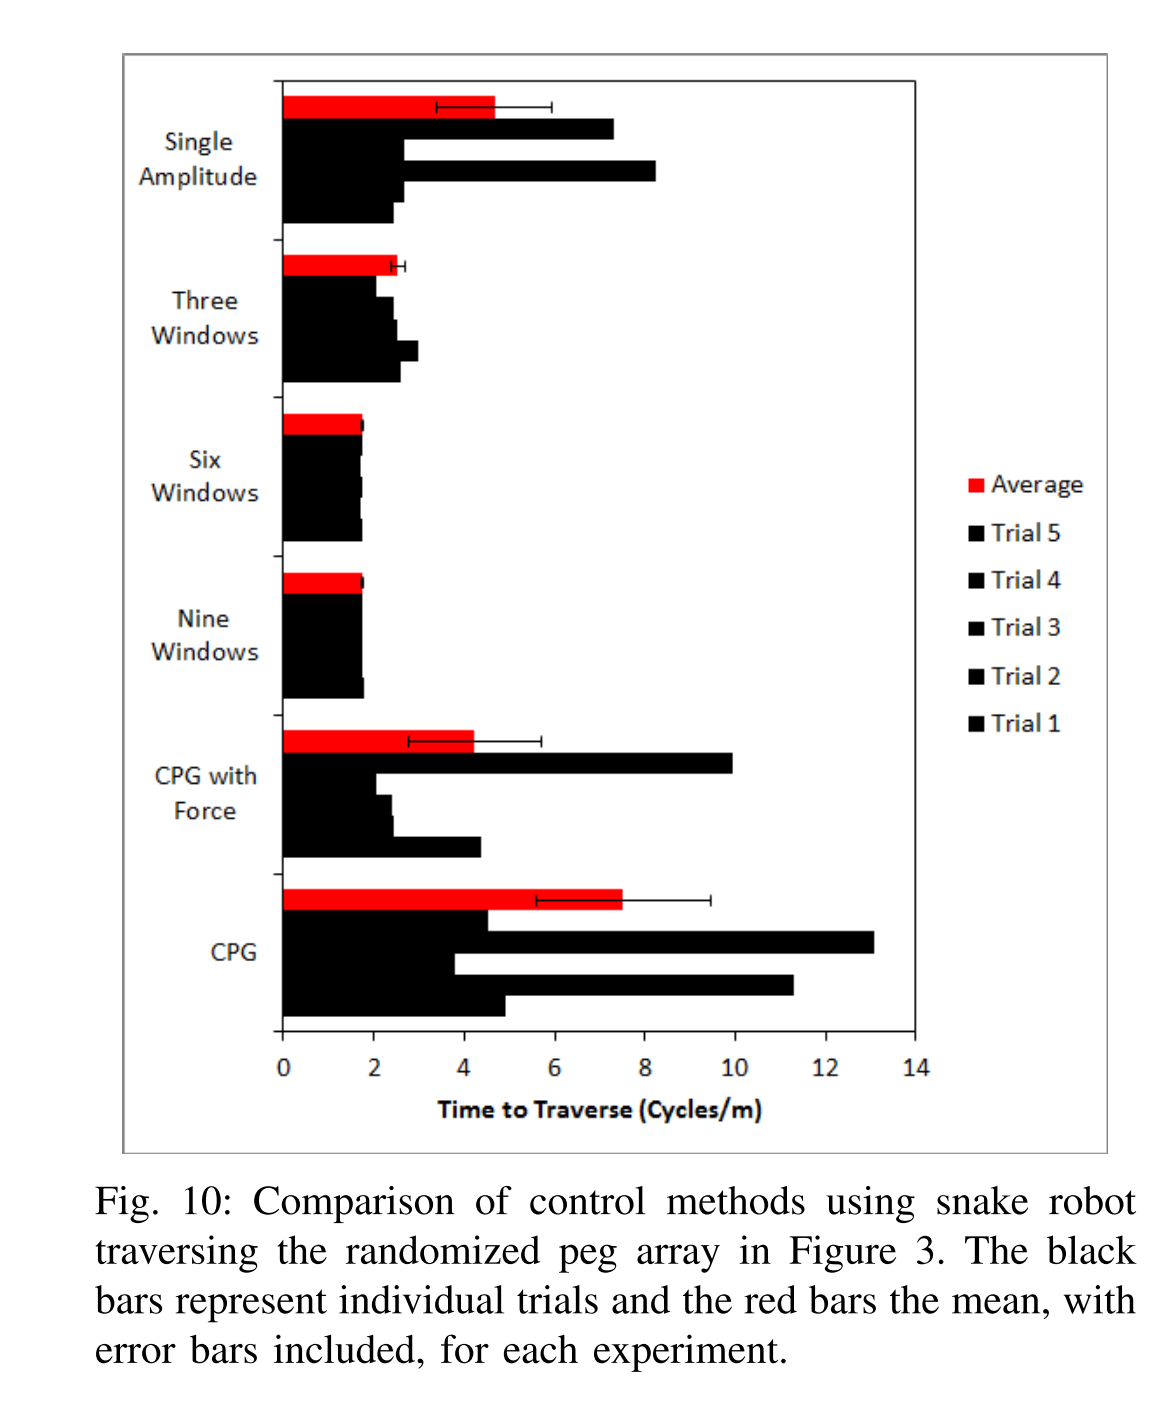 Single
Amplitude
Three
Windows
Six
Windows
Nine
Windows
CPG with
Force
CPG
Average
Trial 5
Trial 4
Trial 3
Trial 2
Trial 1
0 2 4 6 8 10 12 14
Time to Traverse (Cycles/m)
Fig. 10: Comparison of control methods using snake robot
traversing the randomized peg array in Figure 3. The black
bars represent individual trials and the red bars the mean, with
error bars included, for each experiment.